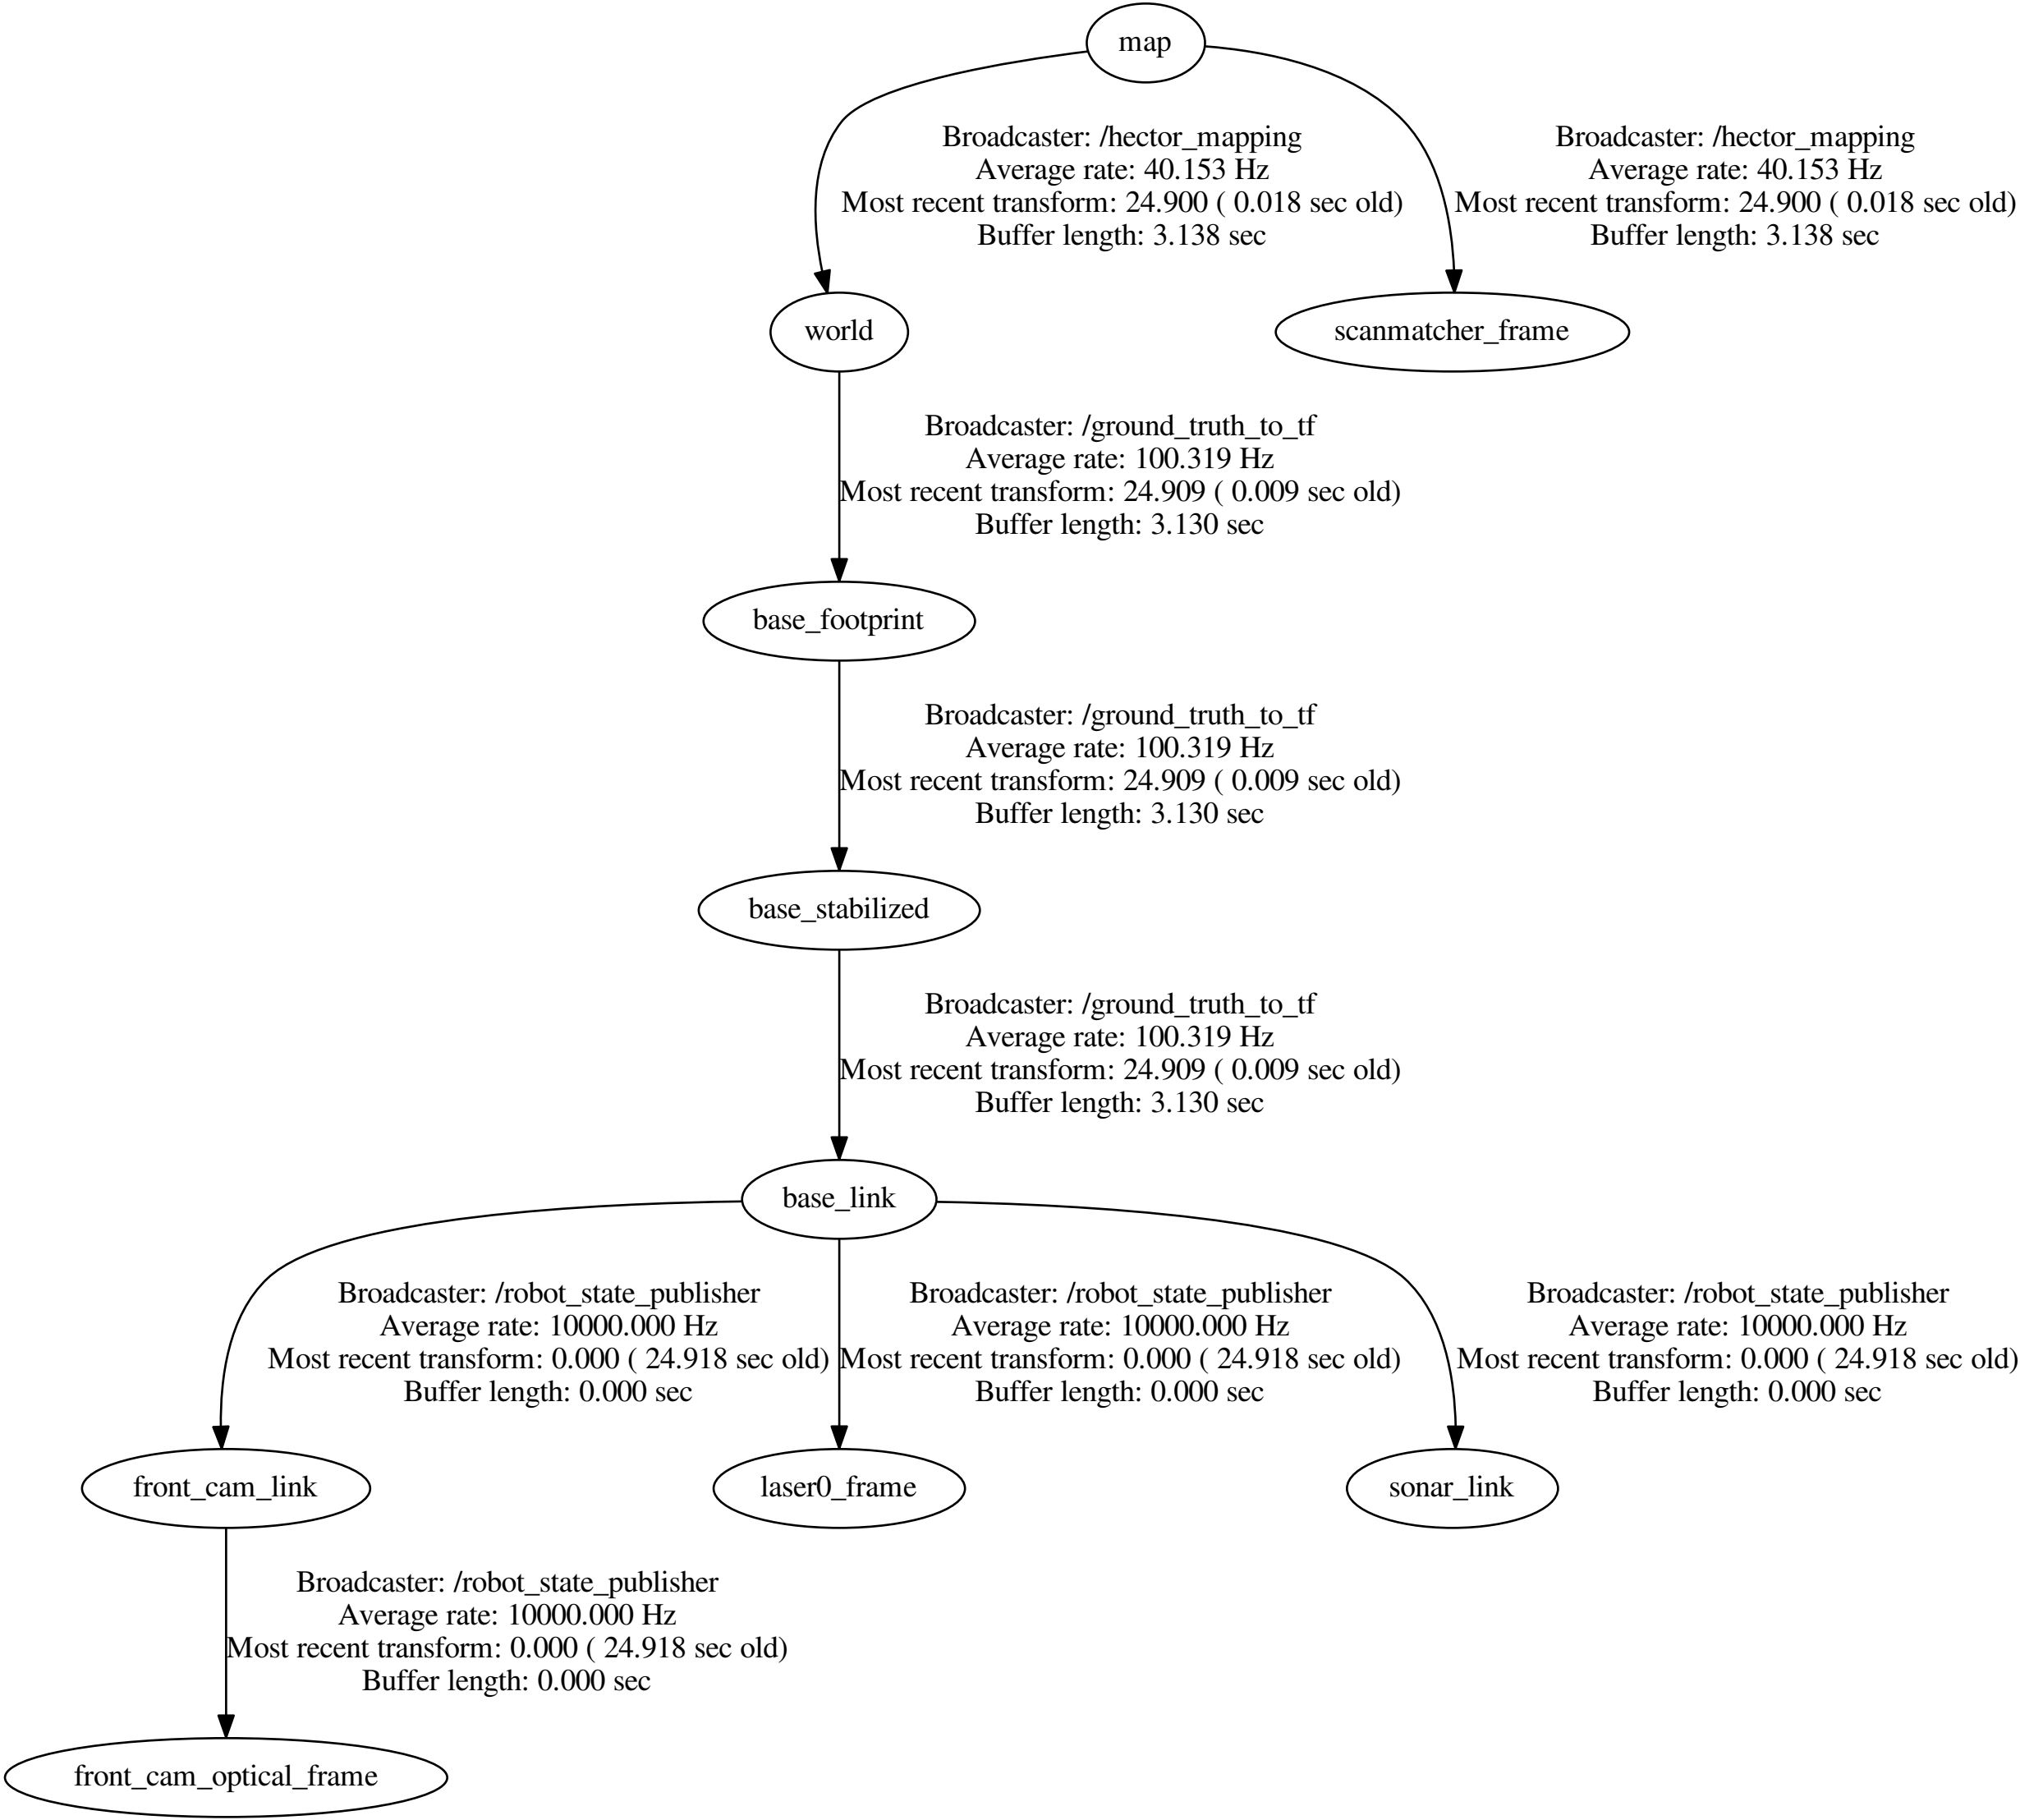 map
Broadcaster: /hector_mapping
Average rate: 40.153 Hz
Most recent transform: 24.900 ( 0.018 sec old)
Buffer length: 3.138 sec
Broadcaster: /hector_mapping
Average rate: 40.153 Hz
Most recent transform: 24.900 ( 0.018 sec old)
Buffer length: 3.138 sec
world
scanmatcher_frame
Broadcaster: /ground_truth_to_tf
Average rate: 100.319 Hz
Most recent transform: 24.909 ( 0.009 sec old)
Buffer length: 3.130 sec
base_footprint
Broadcaster: /ground_truth_to_tf
Average rate: 100.319 Hz
Most recent transform: 24.909 ( 0.009 sec old)
Buffer length: 3.130 sec
base_stabilized
Broadcaster: /ground_truth_to_tf
Average rate: 100.319 Hz
Most recent transform: 24.909 ( 0.009 sec old)
Buffer length: 3.130 sec
base_link
Broadcaster: /robot_state_publisher
Average rate: 10000.000 Hz
Most recent transform: 0.000 ( 24.918 sec old)
Buffer length: 0.000 sec
Broadcaster: /robot_state_publisher
Average rate: 10000.000 Hz
Most recent transform: 0.000 ( 24.918 sec old)
Buffer length: 0.000 sec
Broadcaster: /robot_state_publisher
Average rate: 10000.000 Hz
Most recent transform: 0.000 ( 24.918 sec old)
Buffer length: 0.000 sec
front_cam_link
laser0_frame
sonar_link
Broadcaster: /robot_state_publisher
Average rate: 10000.000 Hz
Most recent transform: 0.000 ( 24.918 sec old)
Buffer length: 0.000 sec
front_cam_optical_frame